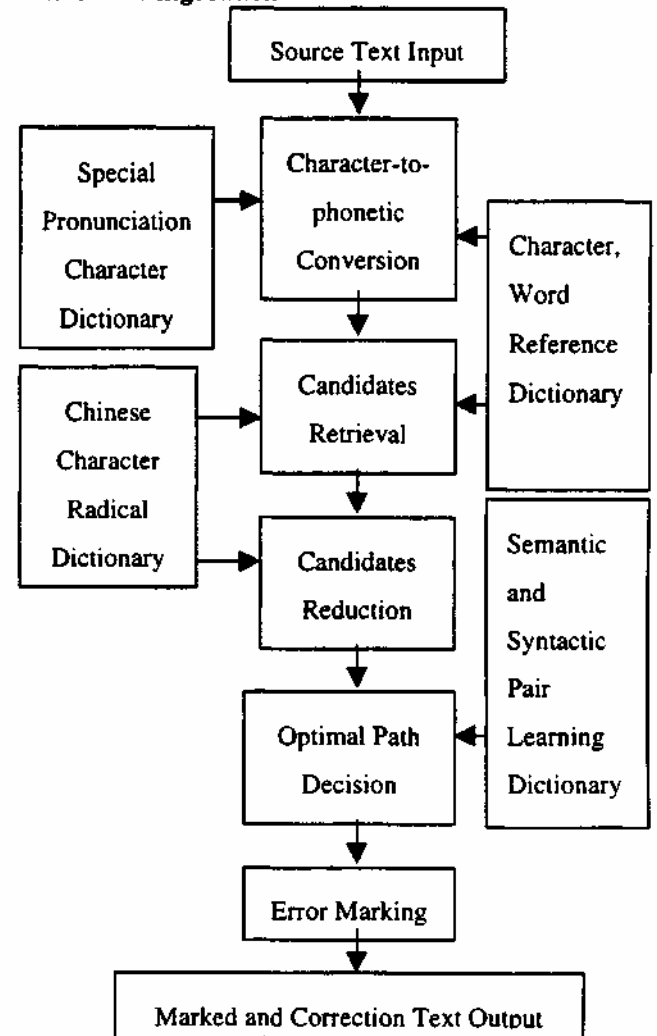 Source Text Input
Special
Pronunciation
Character
Dictionary
Character-to-
phonetic
Conversion
Character,
Word
Reference
Dictionary
Chinese
Character
Radical
Dictionary
Candidates
Retrieval
Candidates
Reduction
Semantic
and
Syntactic
Pair
Learning
Dictionary
Optimal Path
Decision
Error Marking
Marked and Correction Text Output